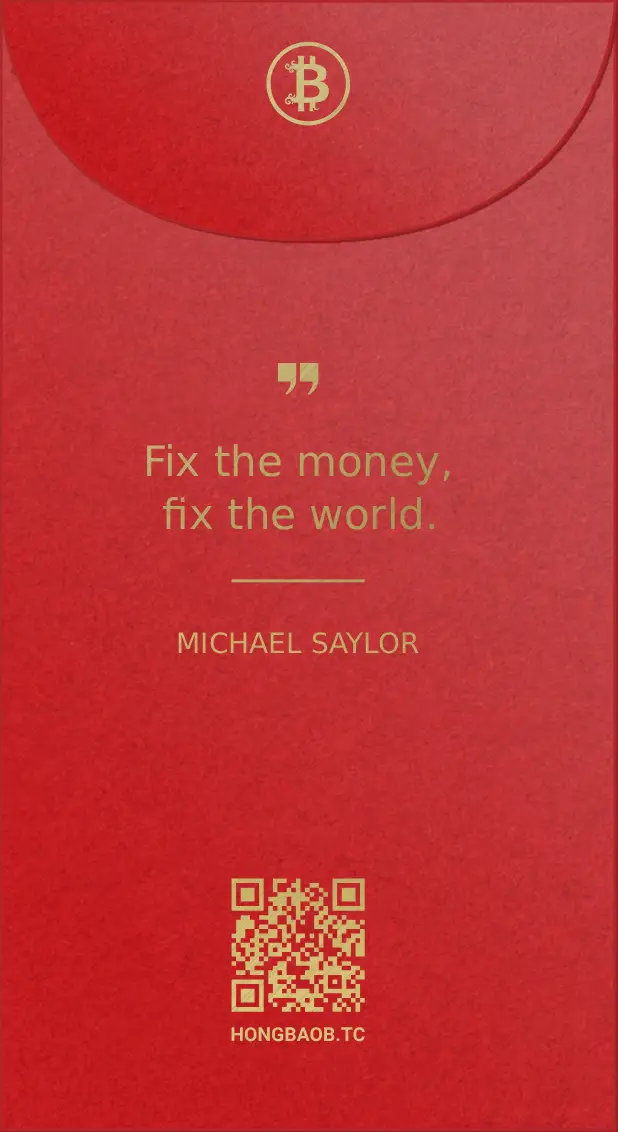 ”
Fix the money,
fix the world.
MICHAEL SAYLOR
HONGBAOB.TC